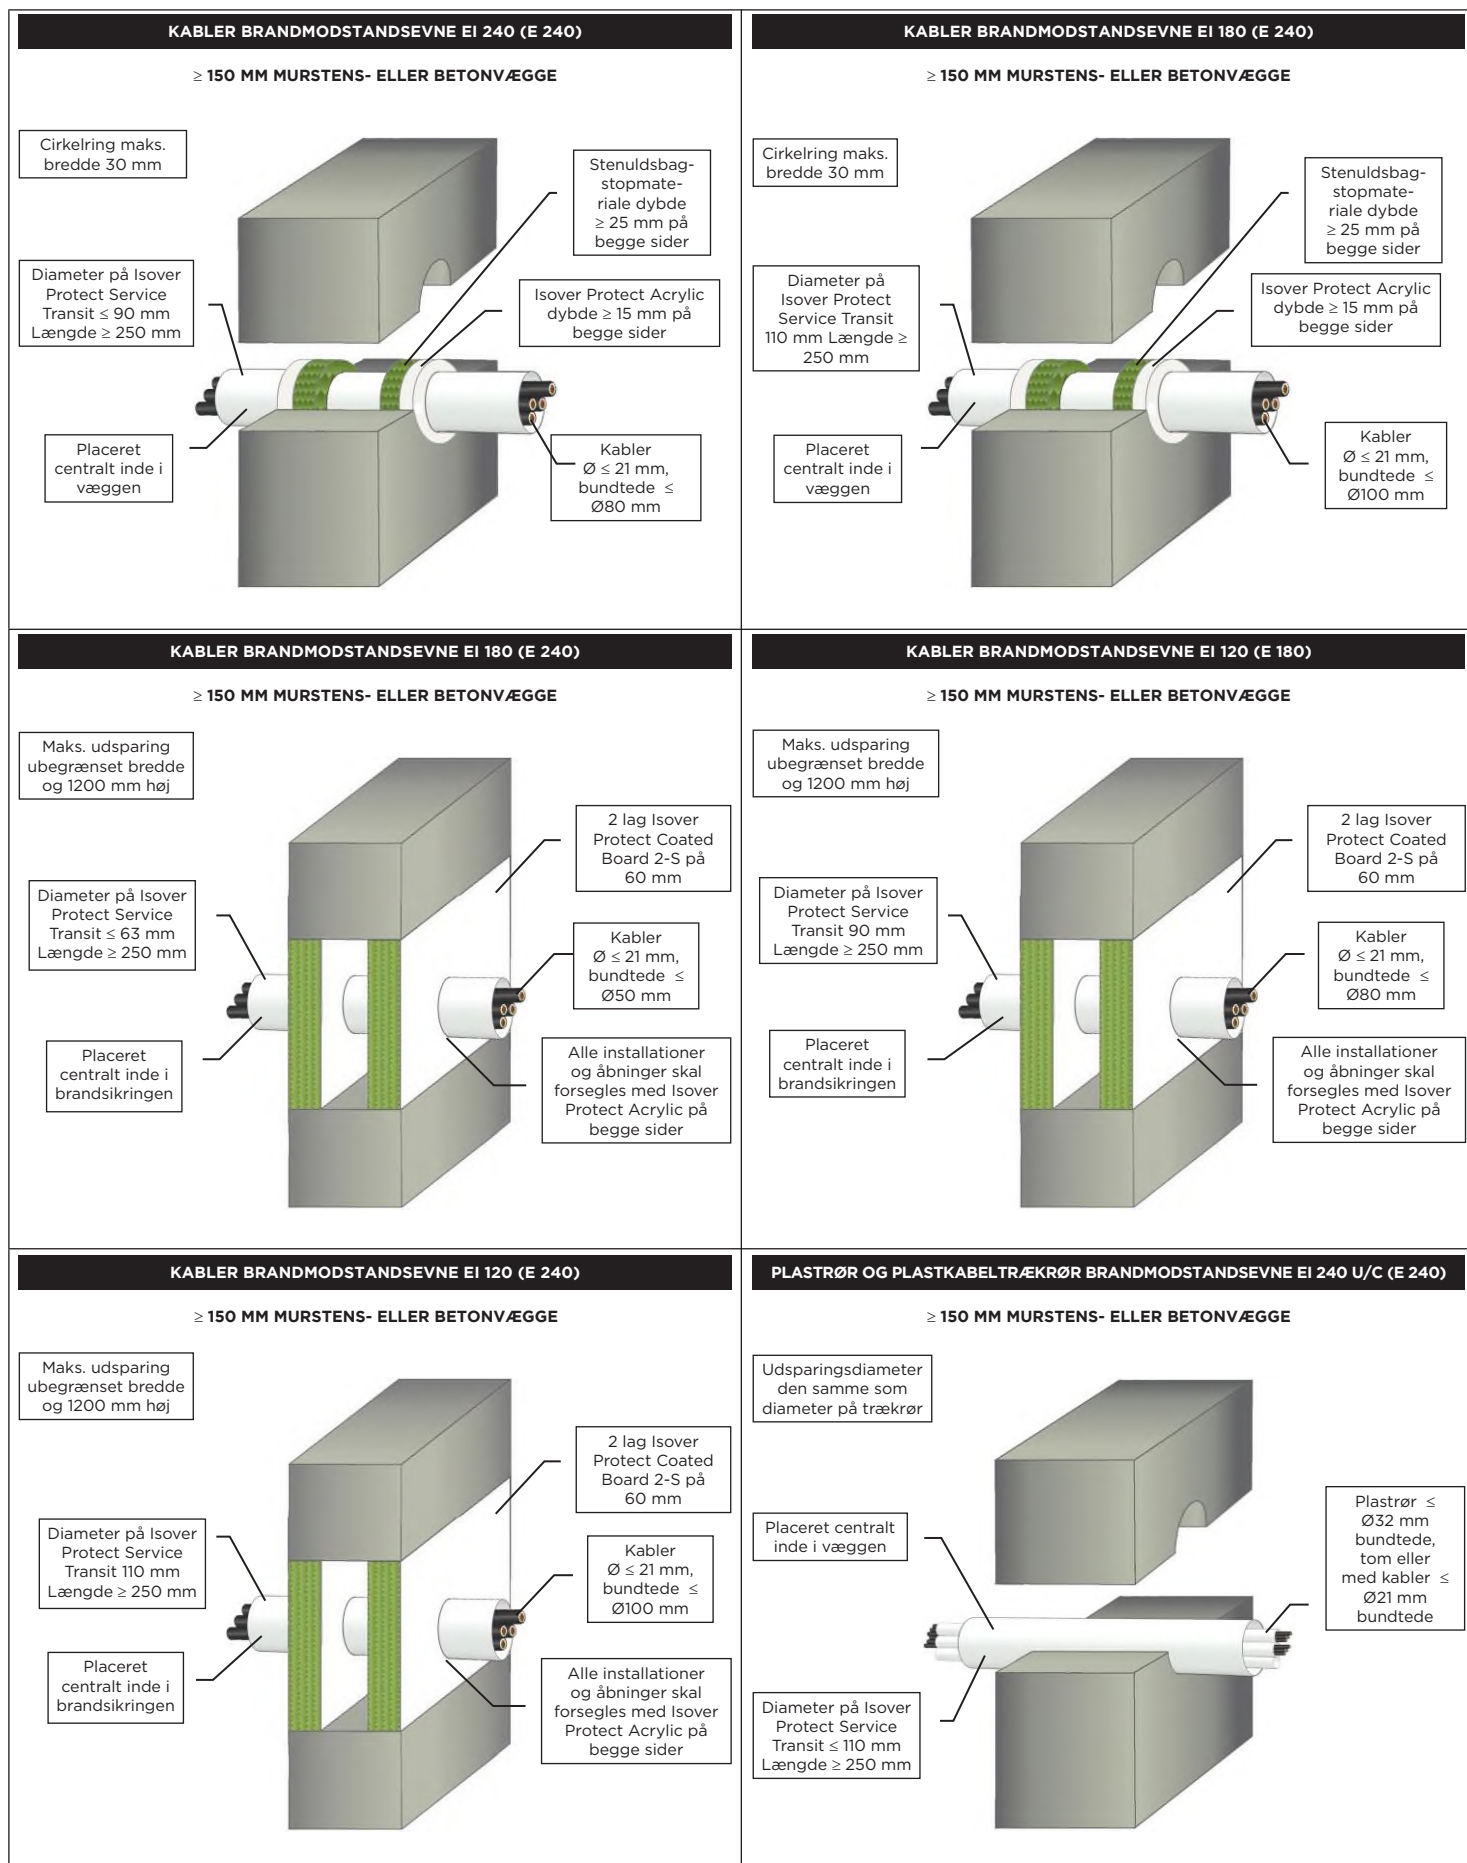 KABLER BRANDMODSTANDSEVNE EI 240 (E 240)
≥ 150 MM MURSTENS- ELLER BETONVÆGGE
Cirkelring maks.
bredde 30 mm
Stenuldsbag-
stopmate-
riale dybde
≥ 25 mm på
begge sider
Diameter på Isover
Protect Service
Transit ≤ 90 mm
Længde ≥ 250 mm
Isover Protect Acrylic
dybde ≥ 15 mm på
begge sider
Placeret
centralt inde i
væggen
Kabler
Ø ≤ 21 mm,
bundtede ≤
Ø80 mm
KABLER BRANDMODSTANDSEVNE EI 180 (E 240)
≥ 150 MM MURSTENS- ELLER BETONVÆGGE
Cirkelring maks.
bredde 30 mm
Stenuldsbag-
stopmate-
riale dybde
≥ 25 mm på
begge sider
Diameter på
Isover Protect
Service Transit
110 mm Længde ≥
250 mm
Isover Protect Acrylic
dybde ≥ 15 mm på
begge sider
Placeret
centralt inde i
væggen
Kabler
Ø ≤ 21 mm,
bundtede ≤
Ø100 mm
KABLER BRANDMODSTANDSEVNE EI 180 (E 240)
≥ 150 MM MURSTENS- ELLER BETONVÆGGE
Maks. udsparing
ubegrænset bredde
og 1200 mm høj
2 lag Isover
Protect Coated
Board 2-S på
60 mm
Diameter på Isover
Protect Service
Transit ≤ 63 mm
Længde ≥ 250 mm
Kabler
Ø ≤ 21 mm,
bundtede ≤
Ø50 mm
Placeret
centralt inde i
brandsikringen
Alle installationer
og åbninger skal
forsegles med Isover
Protect Acrylic på
begge sider
KABLER BRANDMODSTANDSEVNE EI 120 (E 180)
≥ 150 MM MURSTENS- ELLER BETONVÆGGE
Maks. udsparing
ubegrænset bredde
og 1200 mm høj
2 lag Isover
Protect Coated
Board 2-S på
60 mm
Diameter på Isover
Protect Service
Transit 90 mm
Længde ≥ 250 mm
Kabler
Ø ≤ 21 mm,
bundtede ≤
Ø80 mm
Placeret
centralt inde i
brandsikringen
Alle installationer
og åbninger skal
forsegles med Isover
Protect Acrylic på
begge sider
KABLER BRANDMODSTANDSEVNE EI 120 (E 240)
≥ 150 MM MURSTENS- ELLER BETONVÆGGE
Maks. udsparing
ubegrænset bredde
og 1200 mm høj
2 lag Isover
Protect Coated
Board 2-S på
60 mm
Diameter på Isover
Protect Service
Transit 110 mm
Længde ≥ 250 mm
Kabler
Ø ≤ 21 mm,
bundtede ≤
Ø100 mm
Placeret
centralt inde i
brandsikringen
Alle installationer
og åbninger skal
forsegles med Isover
Protect Acrylic på
begge sider
PLASTRØR OG PLASTKABELTRÆKRØR BRANDMODSTANDSEVNE EI 240 U/C (E 240)
≥ 150 MM MURSTENS- ELLER BETONVÆGGE
Udsparingsdiameter
den samme som
diameter på trækrør
Placeret centralt
inde i væggen
Plastrør ≤
Ø32 mm
bundtede,
tom eller
med kabler ≤
Ø21 mm
bundtede
Diameter på Isover
Protect Service
Transit ≤ 110 mm
Længde ≥ 250 mm